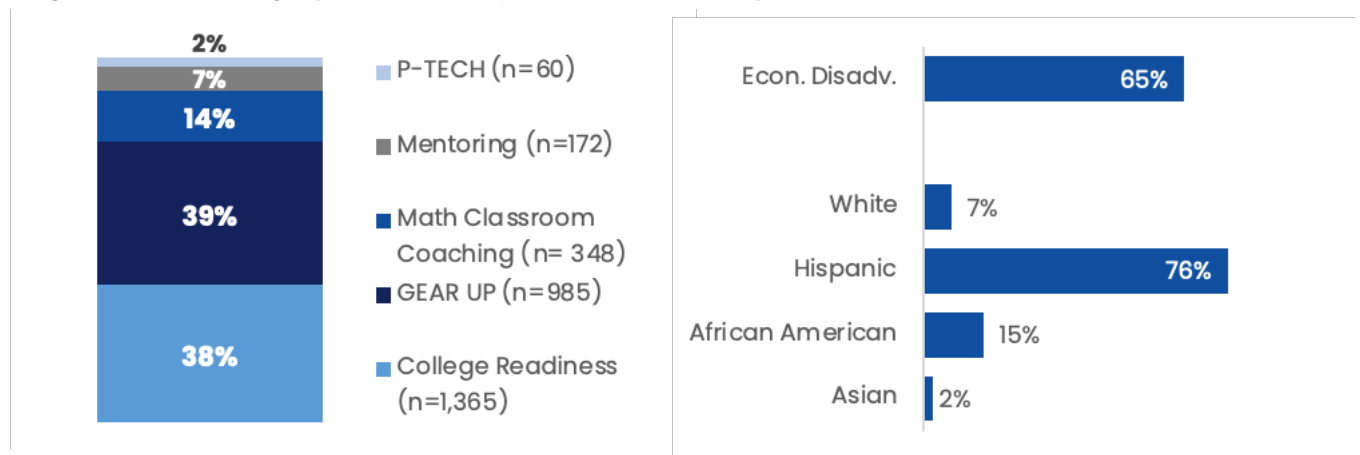 2%
7%
14%
39%
38%
P-TECH (n=60)
Mentoring (n=172)
Math Classroom
Coaching (n= 348)
GEAR UP (n=985)
College Readiness
(n=1,365)
Econ. Disadv.
65%
White
7%
Hispanic
76%
African American
15%
Asian
2%